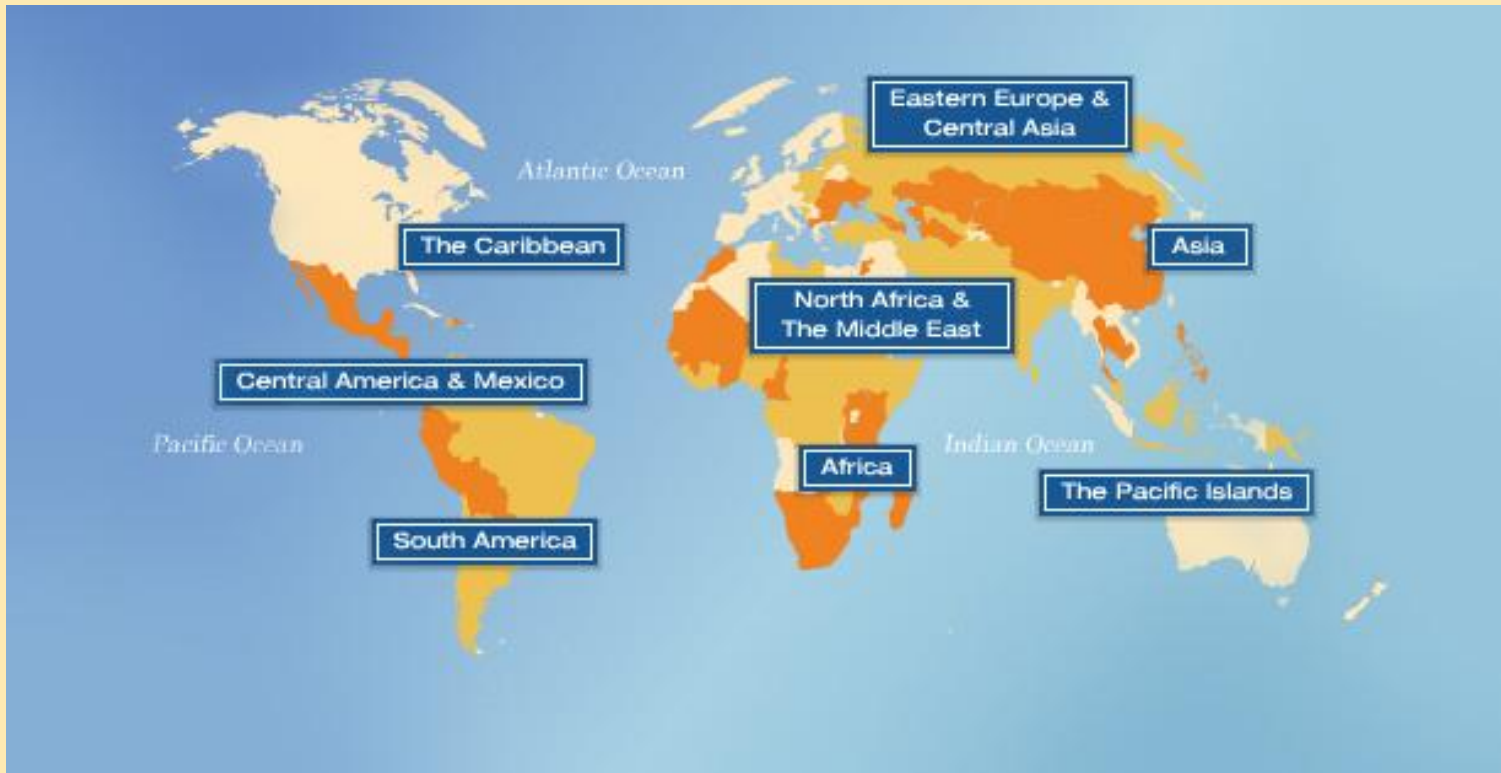 Eastern Europe &
Central Asia
Atlantic Ocean
The Caribbean
Asia
North Africa &
The Middle East
Central America & Mexico
Pacific Ocean
Indian Ocean
Africa
The Pacific Islands
South America